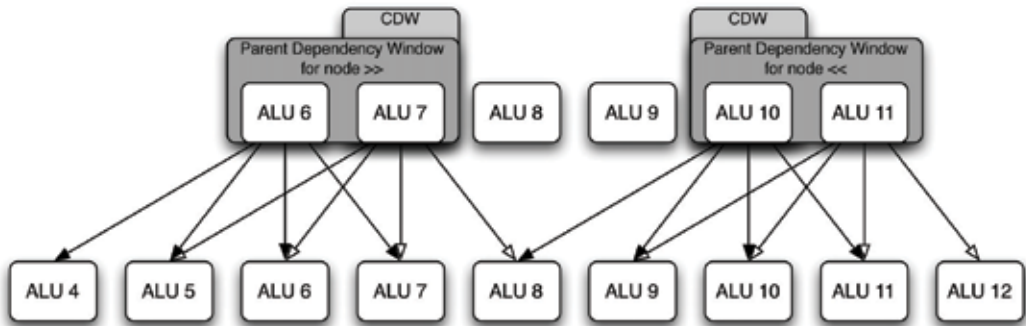 CDW
CDW
Parent Dependency Window
for node >>
Parent Dependency Window
for node <<
ALU 6
ALU 7
ALU 8
ALU 9
ALU 10
ALU 11
ALU 4
ALU 5
ALU 6
ALU 7
ALU 8
ALU 9
ALU 10
ALU 11
ALU 12